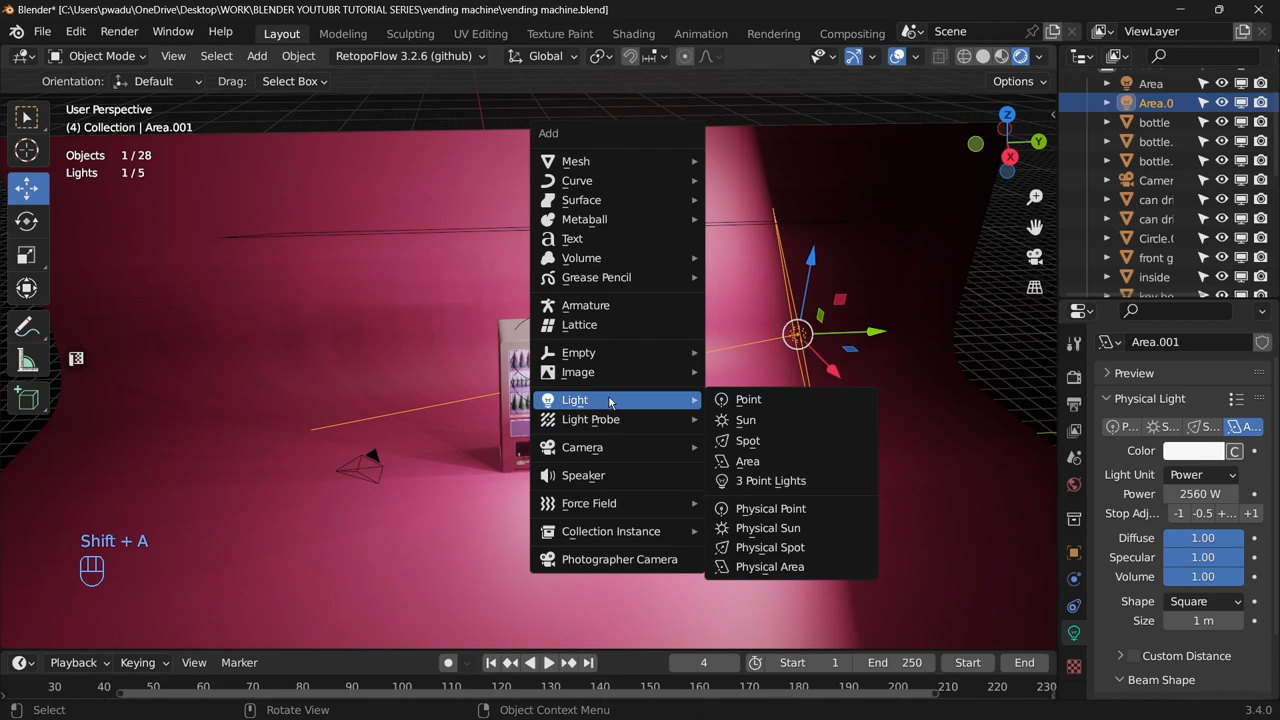 Blender* [C:\Users\pwadu\OneDrive\Desktop\WORK\BLENDER YOUTUBR TUTORIAL SERIES\vending machine\vending machine.blend]
File Edit Render Window Help
Layout Modeling Sculpting UV Editing Texture Paint Shading Animation Rendering Compositing
Scene
ViewLayer
Object Mode View Select Add Object RetopoFlow 3.2.6 (github) Global
Orientation: Default Drag: Select Box Options
User Perspective
(4) Collection | Area.001
Objects 1 / 28
Lights 1 / 5
Z
Y
X
Add
Mesh
Curve
Surface
Metaball
Text
Volume
Grease Pencil
Armature
Lattice
Empty
Image
Light
Light Probe
Camera
Speaker
Force Field
Collection Instance
Photographer Camera
Point
Sun
Spot
Area
3 Point Lights
Physical Point
Physical Sun
Physical Spot
Physical Area
Shift + A
Area
Area.0
bottle
bottle.
bottle.
Camer
can dri
can dri
Circle.(
front g
inside
Area.001
Preview
Physical Light
P... S... S... A...
Color C
Light Unit Power
Power 2560 W
Stop Adj... -1 -0.5 +... +1
Diffuse 1.00
Specular 1.00
Volume 1.00
Shape Square
Size 1 m
Custom Distance
Beam Shape
Playback Keying View Marker
4 Start 1 End 250 Start End
30 40 60 70 80 90 100 110 120 130 140 150 160 170 180 190 200 210 220 230
Select Rotate View Object Context Menu 3.4.0